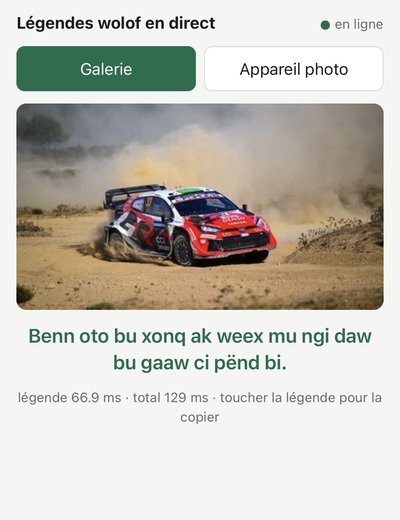 Légendes wolof en direct
en ligne
Galerie
Appareil photo
DENSO
Benn oto bu xonq ak weex mu ngi daw
bu gaaw ci pënd bi.
légende 66.9 ms · total 129 ms · toucher la légende pour la
copier